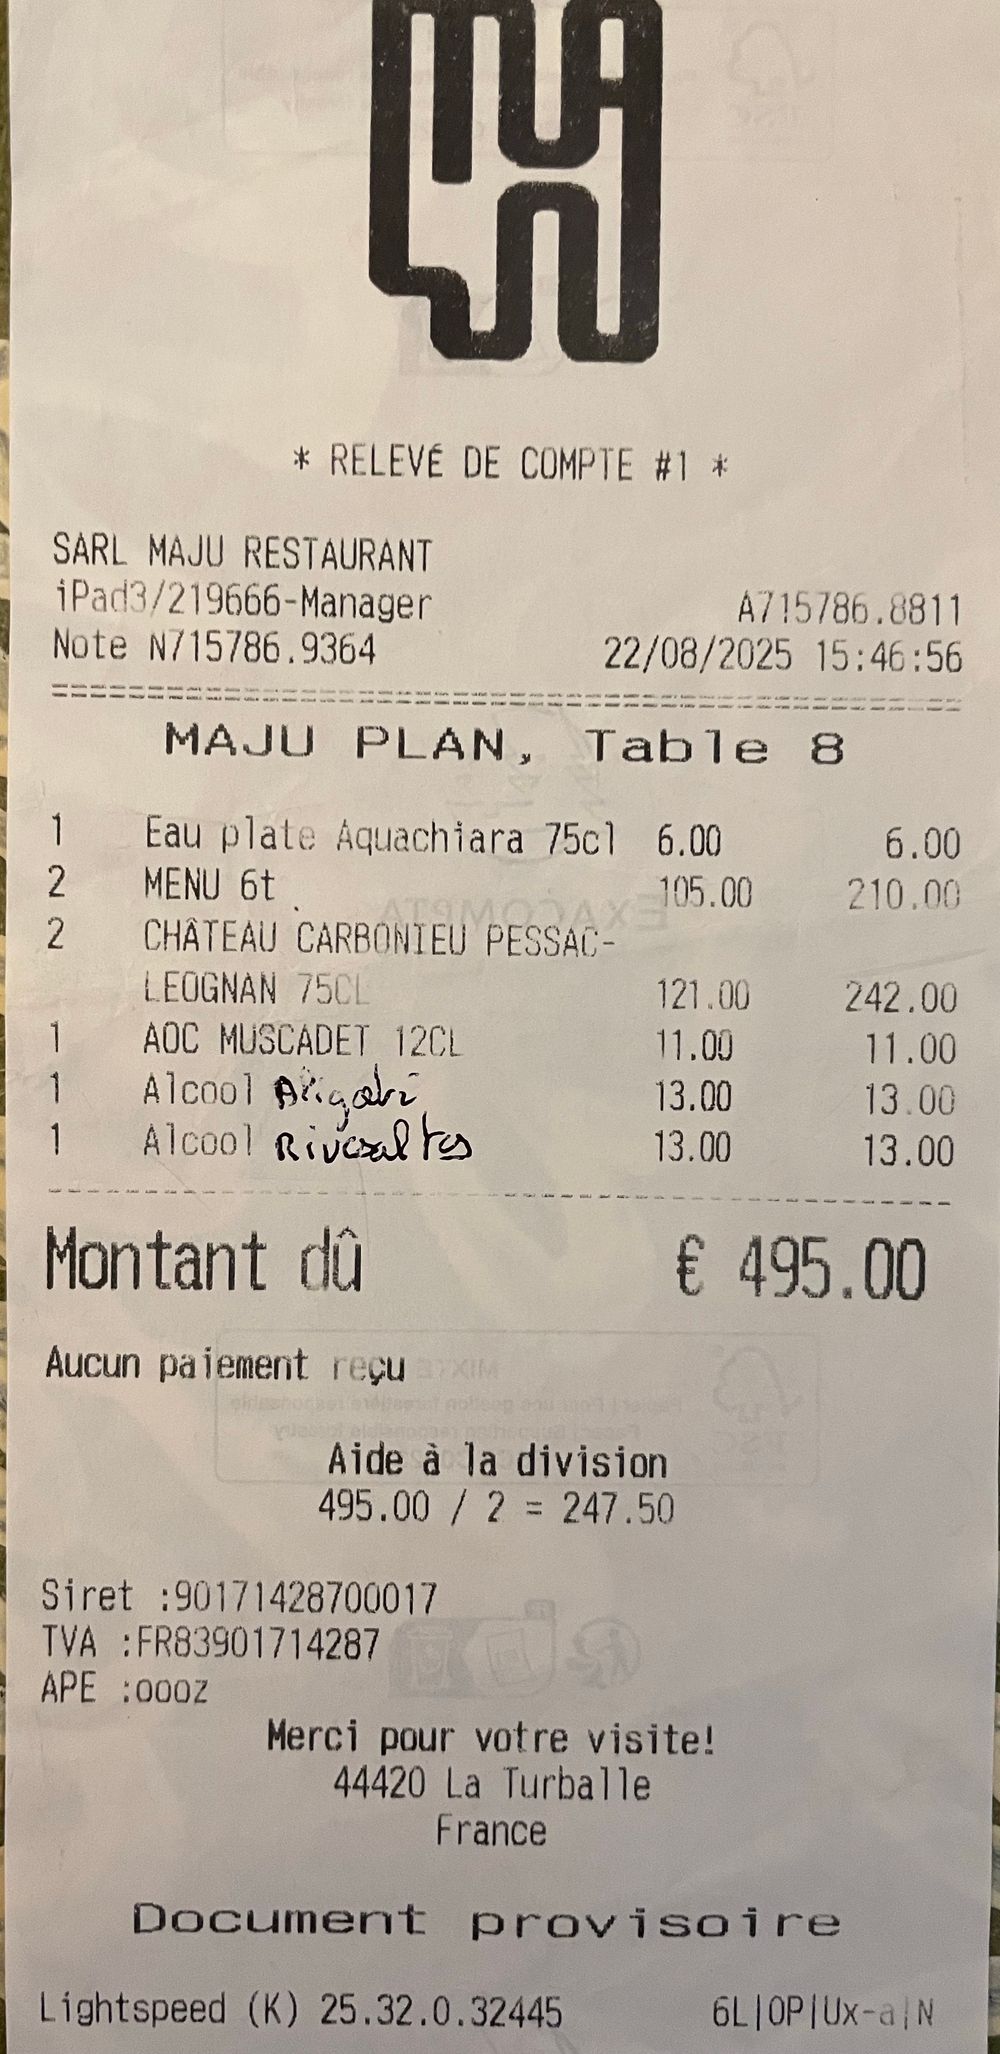 MAJU
* RELEVÉ DE COMPTE #1 *
SARL MAJU RESTAURANT
iPad3/219666-Manager A715786.8811
Note N715786.9364 22/08/2025 15:46:56
MAJU PLAN, Table 8
1 Eau plate Aquachiara 75cl 6.00 6.00
2 MENU 6t 105.00 210.00
2 CHÂTEAU CARBONIEU PESSAC-
LEOGNAN 75CL 121.00 242.00
1 AOC MUSCADET 12CL 11.00 11.00
1 Alcool 13.00 13.00
1 Alcool Rivesaltes 13.00 13.00
Montant dû € 495.00
Aucun paiement reçu
Aide à la division
495.00 / 2 = 247.50
Siret :90171428700017
TVA :FR83901714287
APE :oooz
Merci pour votre visite!
44420 La Turballe
France
Document provisoire
Lightspeed (K) 25.32.0.32445 6L|OP|Ux-a|N